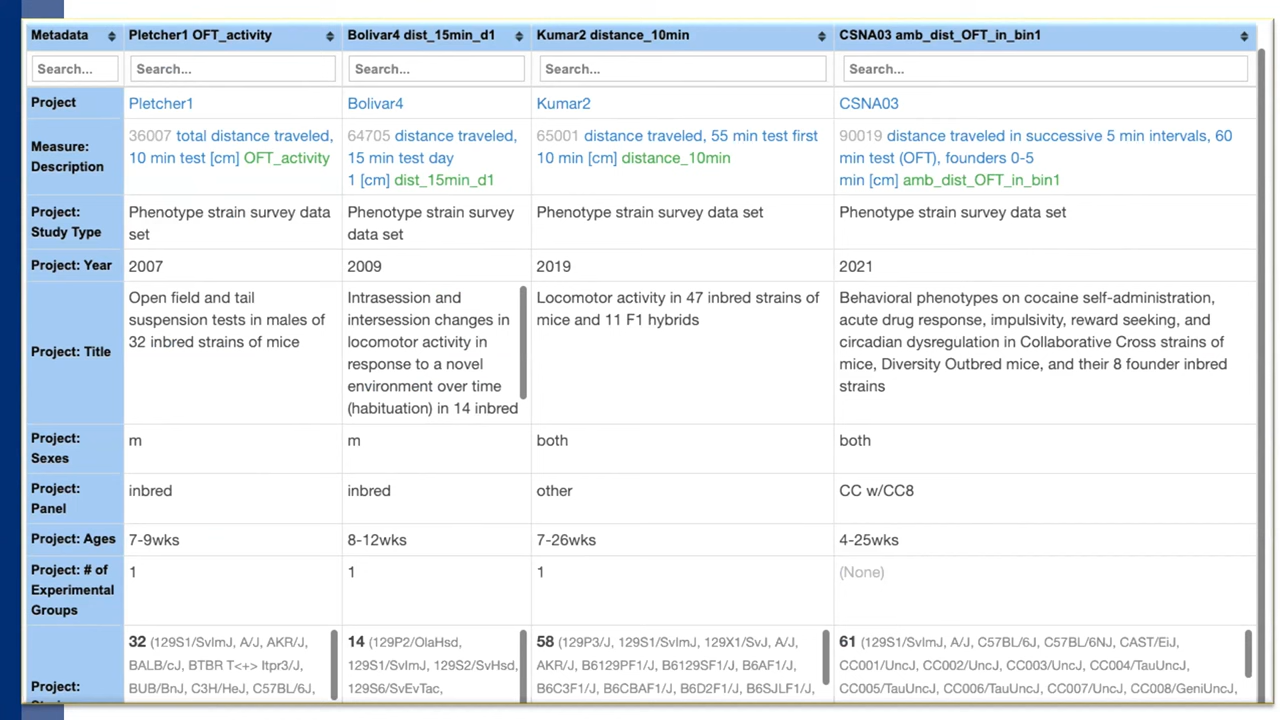 Metadata Pletcher1 OFT_activity Bolivar4 dist_15min_d1 Kumar2 distance_10min CSNA03 amb_dist_OFT_in_bin1
Search... Search... Search... Search... Search...
Project Pletcher1 Bolivar4 Kumar2 CSNA03
Measure:
Description
36007 total distance traveled,
10 min test [cm] OFT_activity
64705 distance traveled,
15 min test day
1 [cm] dist_15min_d1
65001 distance traveled, 55 min test first
10 min [cm] distance_10min
90019 distance traveled in successive 5 min intervals, 60
min test (OFT), founders 0-5
min [cm] amb_dist_OFT_in_bin1
Project:
Study Type
Phenotype strain survey data
set
Phenotype strain survey
data set
Phenotype strain survey data set
Phenotype strain survey data set
Project: Year 2007 2009 2019 2021
Project: Title
Open field and tail
suspension tests in males of
32 inbred strains of mice
Intrasession and
intersession changes in
locomotor activity in
response to a novel
environment over time
(habituation) in 14 inbred
Locomotor activity in 47 inbred strains of
mice and 11 F1 hybrids
Behavioral phenotypes on cocaine self-administration,
acute drug response, impulsivity, reward seeking, and
circadian dysregulation in Collaborative Cross strains of
mice, Diversity Outbred mice, and their 8 founder inbred
strains
Project:
Sexes
m m both both
Project:
Panel
inbred inbred other CC w/CC8
Project: Ages 7-9wks 8-12wks 7-26wks 4-25wks
Project: # of
Experimental
Groups
1 1 1 (None)
Project:
32 (129S1/SvImJ, A/J, AKR/J,
BALB/cJ, BTBR T<+> Itpr3/J,
BUB/BnJ, C3H/HeJ, C57BL/6J,
14 (129P2/OlaHsd,
129S1/SvImJ, 129S2/SvHsd,
129S6/SvEvTac,
58 (129P3/J, 129S1/SvImJ, 129X1/SvJ, A/J,
AKR/J, B6129PF1/J, B6129SF1/J, B6AF1/J,
B6C3F1/J, B6CBAF1/J, B6D2F1/J, B6SJLF1/J,
61 (129S1/SvImJ, A/J, C57BL/6J, C57BL/6NJ, CAST/EiJ,
CC001/UncJ, CC002/UncJ, CC003/UncJ, CC004/TauUncJ,
CC005/TauUncJ, CC006/TauUncJ, CC007/UncJ, CC008/GeniUncJ,